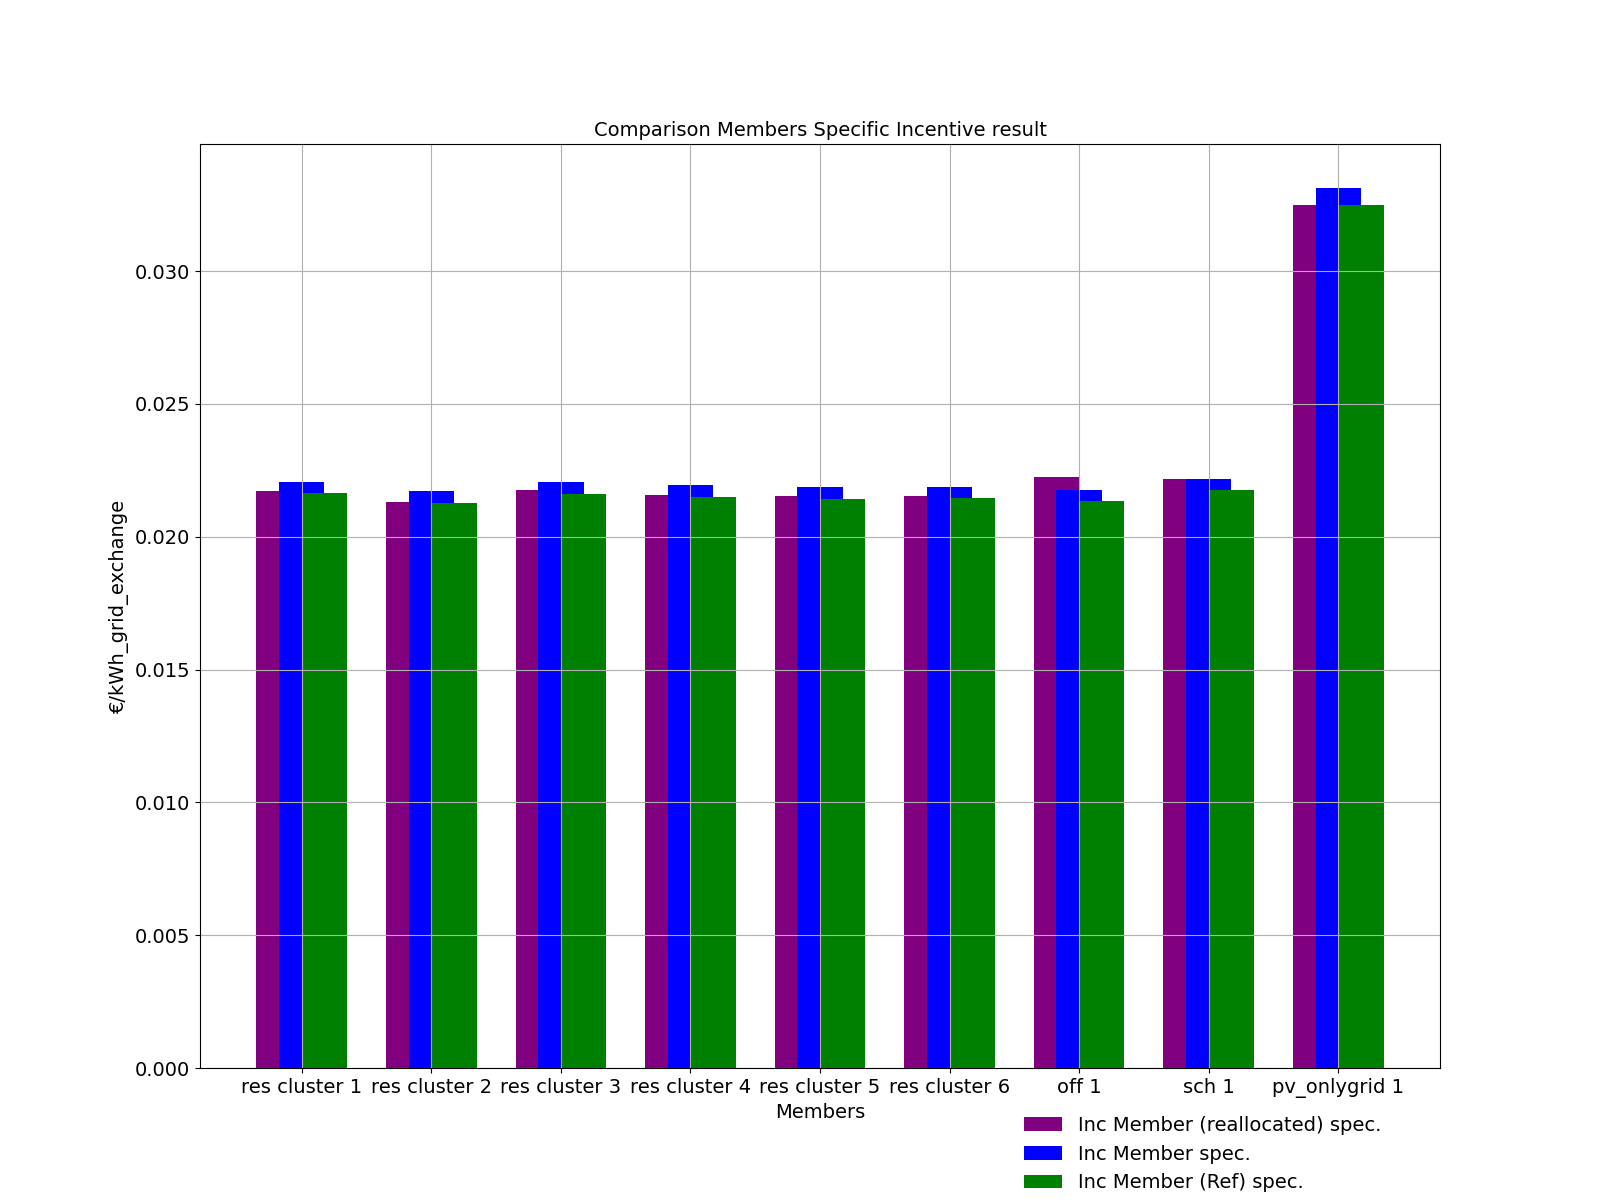 Comparison Members Specific Incentive result
0.030
0.025
0.020
0.015
0.010
0.005
0.000
€/kWh_grid_exchange
res cluster 1 res cluster 2 res cluster 3 res cluster 4 res cluster 5 res cluster 6 off 1 sch 1 pv_onlygrid 1
Members
Inc Member (reallocated) spec.
Inc Member spec.
Inc Member (Ref) spec.